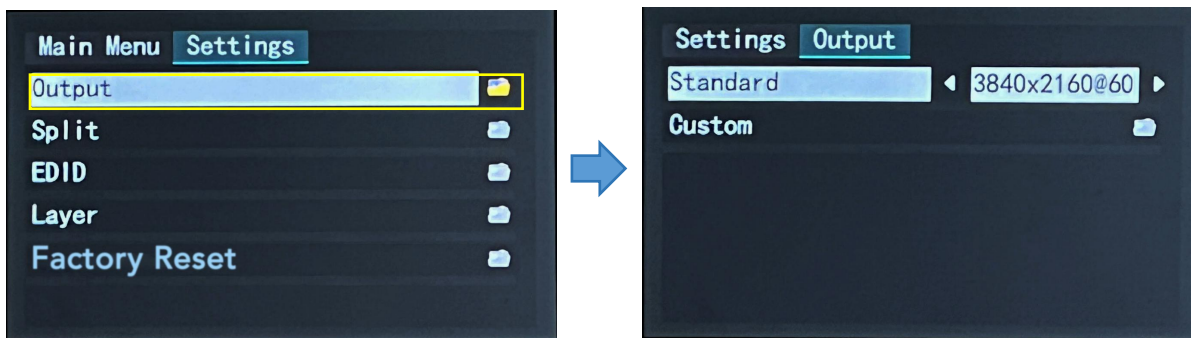 Main Menu Settings
Output
Split
EDID
Layer
Factory Reset
Settings Output
Standard 3840x2160@60
Custom